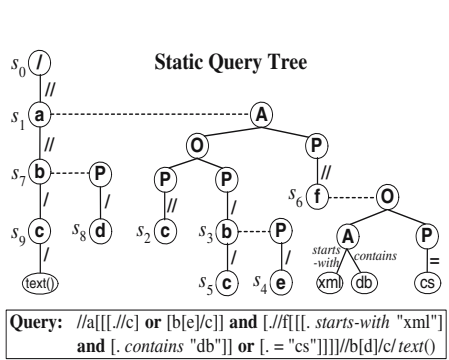 Static Query Tree
s0 /
//
s1 a A
// O P
s7 b P P P // s6 f O
/ / // / starts-with A contains P
s9 c s8 d s2 c s3 b P =
/ / / xml db cs
text() s5 c s4 e
Query: //a[[[.//c] or [b[e]/c]] and [.//f[[[. starts-with "xml"]
and [. contains "db"]] or [. = "cs"]]]]//b[d]/c/ text()